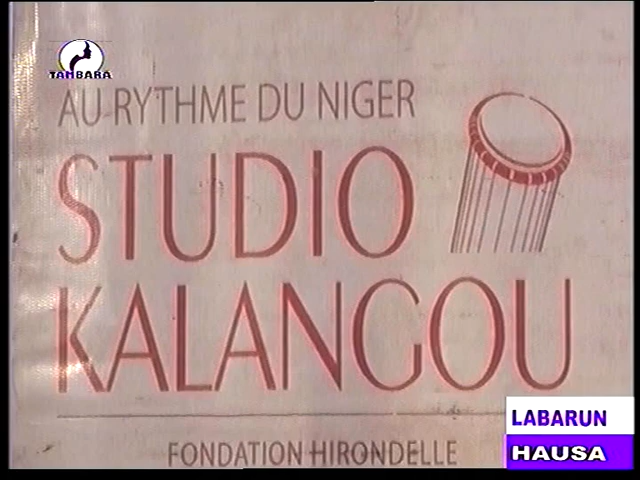 TAMBARA
AU RYTHME DU NIGER
STUDIO
KALANGOU
FONDATION HIRONDELLE
LABARUN
HAUSA